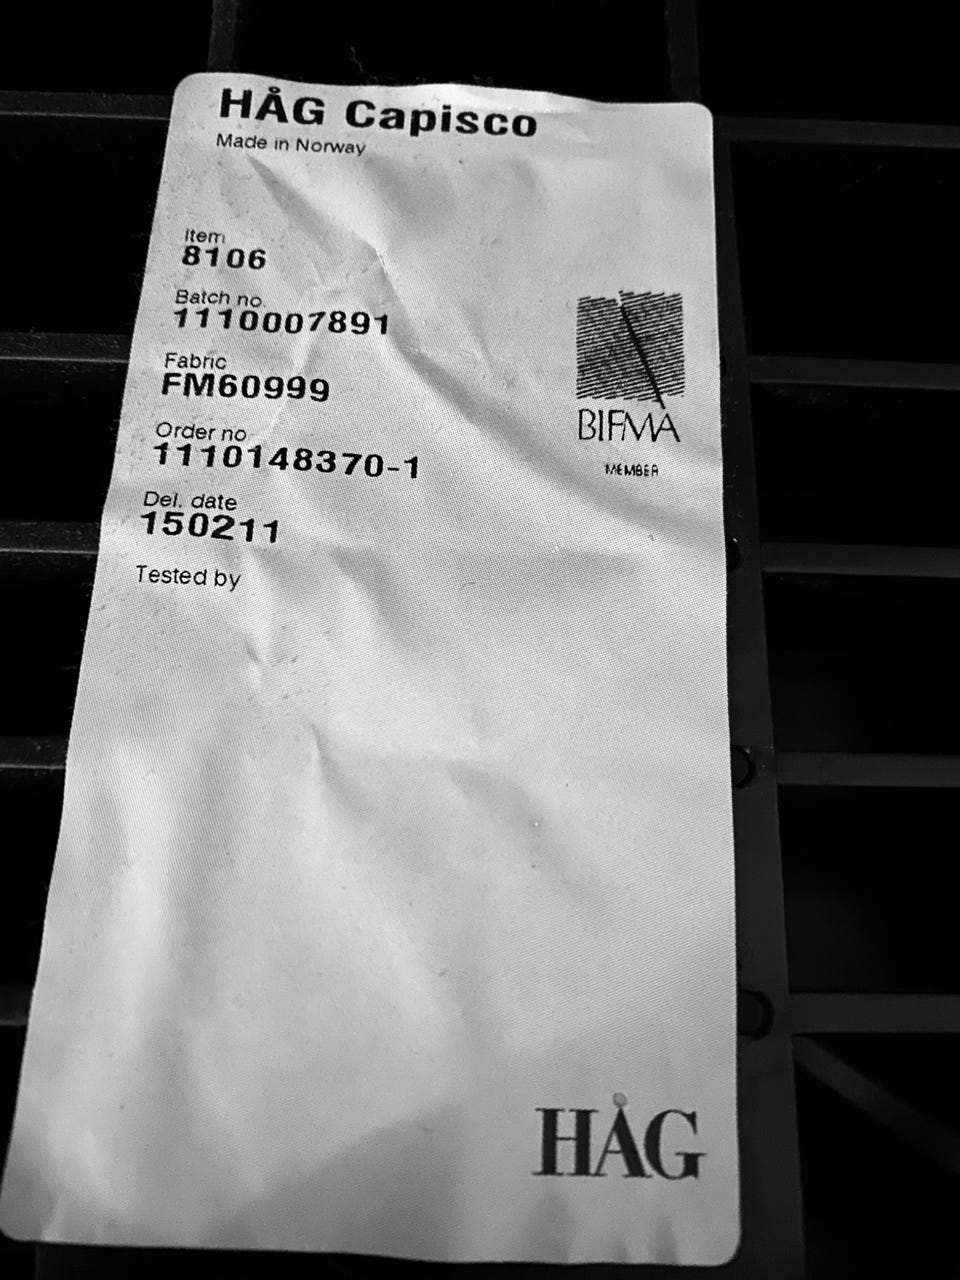 HÅG Capisco
Made in Norway
Item
8106
Batch no.
1110007891
Fabric
FM60999
Order no
1110148370-1
Del. date
150211
Tested by
BIFMA
MEMBER
HÅG